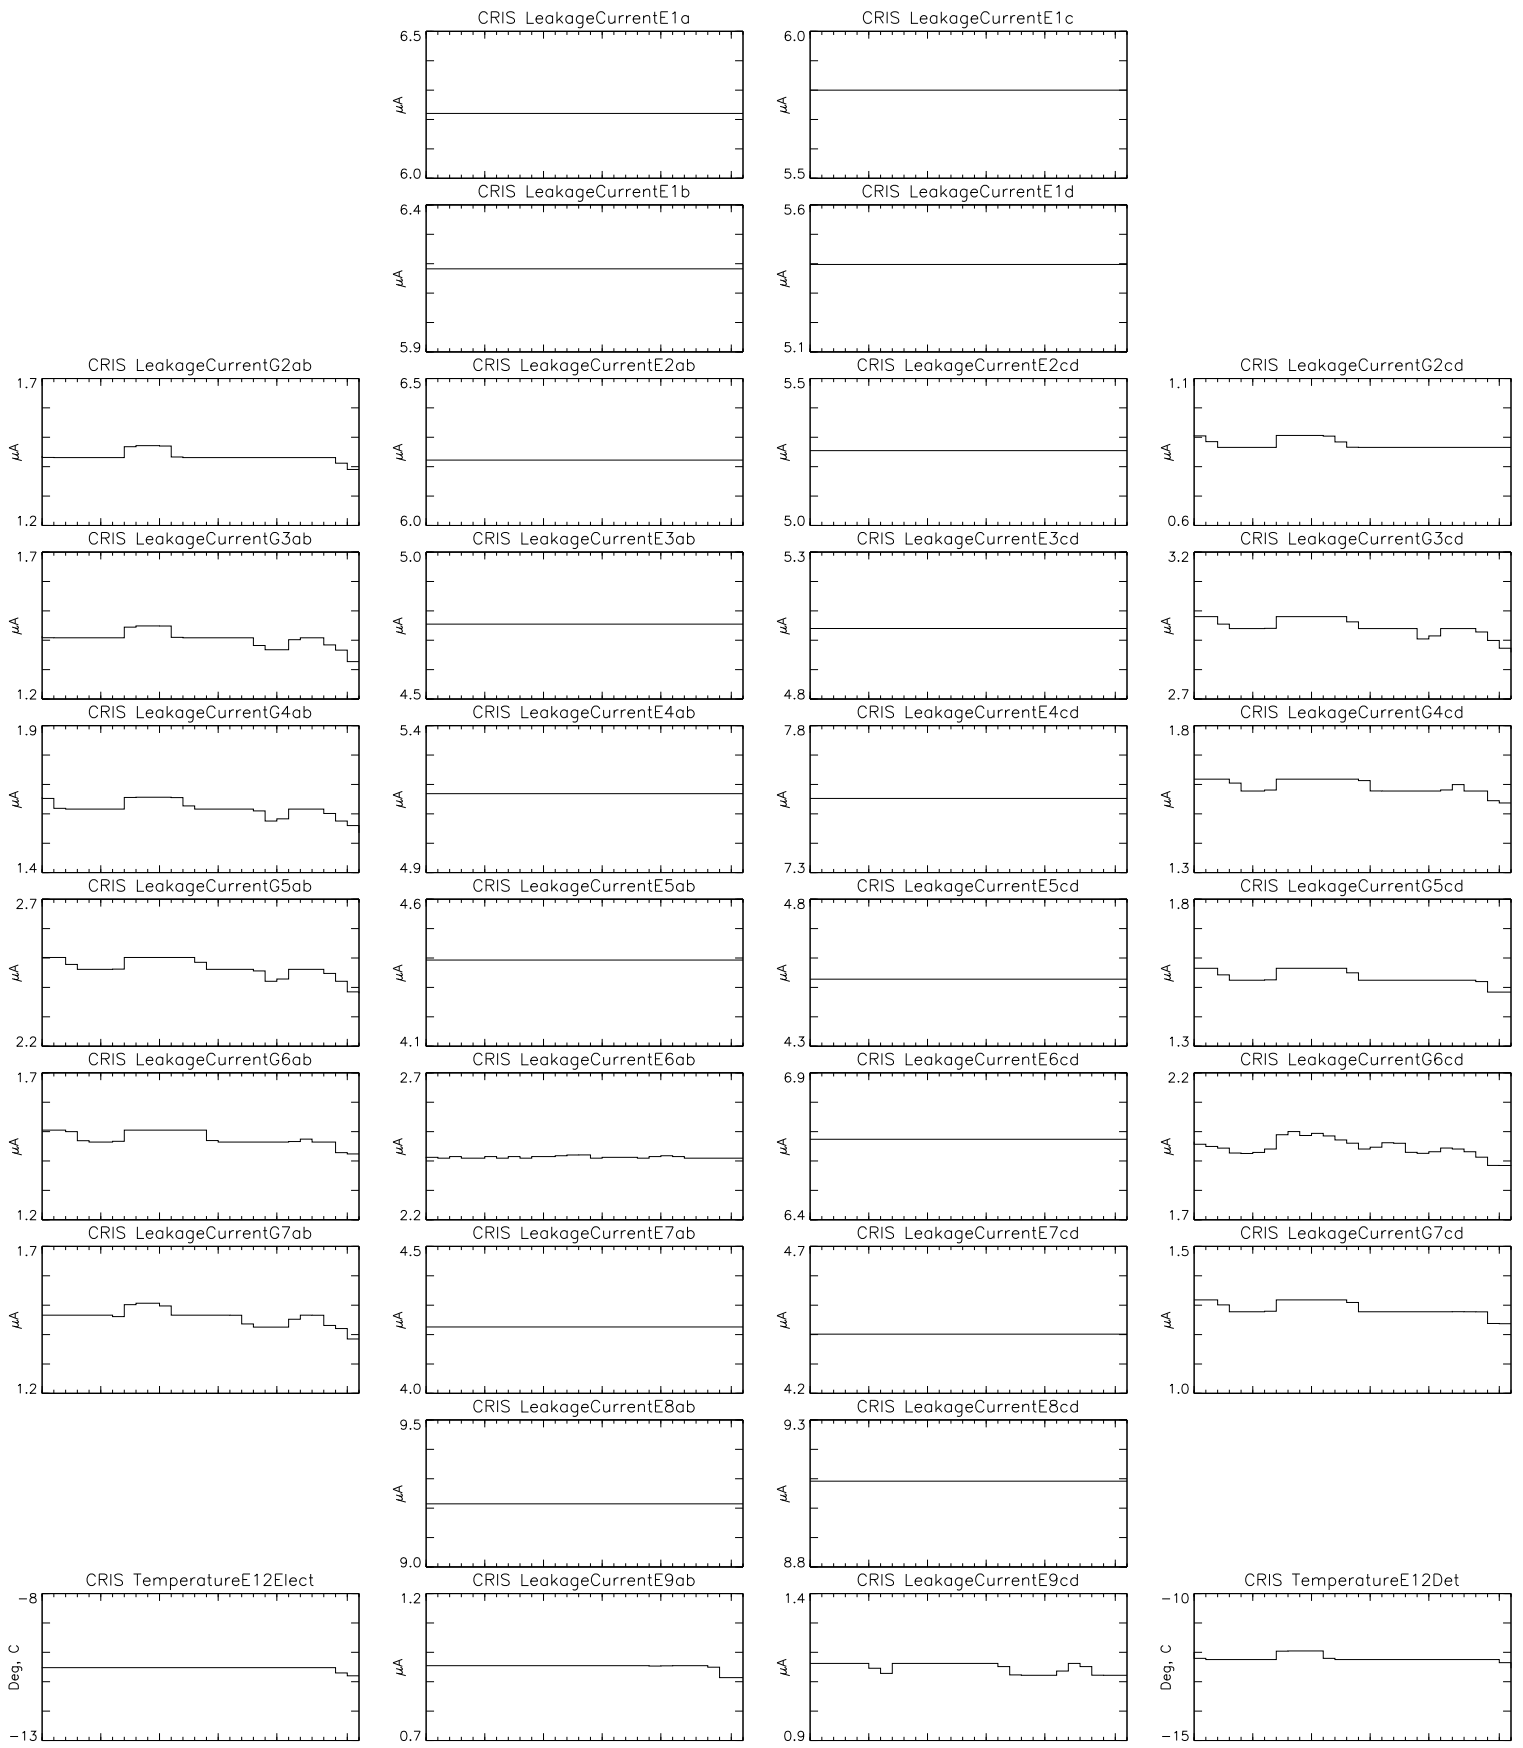 CRIS LeakageCurrentE1a
CRIS LeakageCurrentE1c
6.5
μA
6.0
6.0
μA
5.5
CRIS LeakageCurrentE1b
CRIS LeakageCurrentE1d
6.4
μA
5.9
5.6
μA
5.1
CRIS LeakageCurrentG2ab
CRIS LeakageCurrentE2ab
CRIS LeakageCurrentE2cd
CRIS LeakageCurrentG2cd
1.7
μA
1.2
6.5
μA
6.0
5.5
μA
5.0
1.1
μA
0.6
CRIS LeakageCurrentG3ab
CRIS LeakageCurrentE3ab
CRIS LeakageCurrentE3cd
CRIS LeakageCurrentG3cd
1.7
μA
1.2
5.0
μA
4.5
5.3
μA
4.8
3.2
μA
2.7
CRIS LeakageCurrentG4ab
CRIS LeakageCurrentE4ab
CRIS LeakageCurrentE4cd
CRIS LeakageCurrentG4cd
1.9
μA
1.4
5.4
μA
4.9
7.8
μA
7.3
1.8
μA
1.3
CRIS LeakageCurrentG5ab
CRIS LeakageCurrentE5ab
CRIS LeakageCurrentE5cd
CRIS LeakageCurrentG5cd
2.7
μA
2.2
4.6
μA
4.1
4.8
μA
4.3
1.8
μA
1.3
CRIS LeakageCurrentG6ab
CRIS LeakageCurrentE6ab
CRIS LeakageCurrentE6cd
CRIS LeakageCurrentG6cd
1.7
μA
1.2
2.7
μA
2.2
6.9
μA
6.4
2.2
μA
1.7
CRIS LeakageCurrentG7ab
CRIS LeakageCurrentE7ab
CRIS LeakageCurrentE7cd
CRIS LeakageCurrentG7cd
1.7
μA
1.2
4.5
μA
4.0
4.7
μA
4.2
1.5
μA
1.0
CRIS LeakageCurrentE8ab
CRIS LeakageCurrentE8cd
9.5
μA
9.0
9.3
μA
8.8
CRIS TemperatureE12Elect
CRIS LeakageCurrentE9ab
CRIS LeakageCurrentE9cd
CRIS TemperatureE12Det
-8
Deg, C
-13
1.2
μA
0.7
1.4
μA
0.9
-10
Deg, C
-15